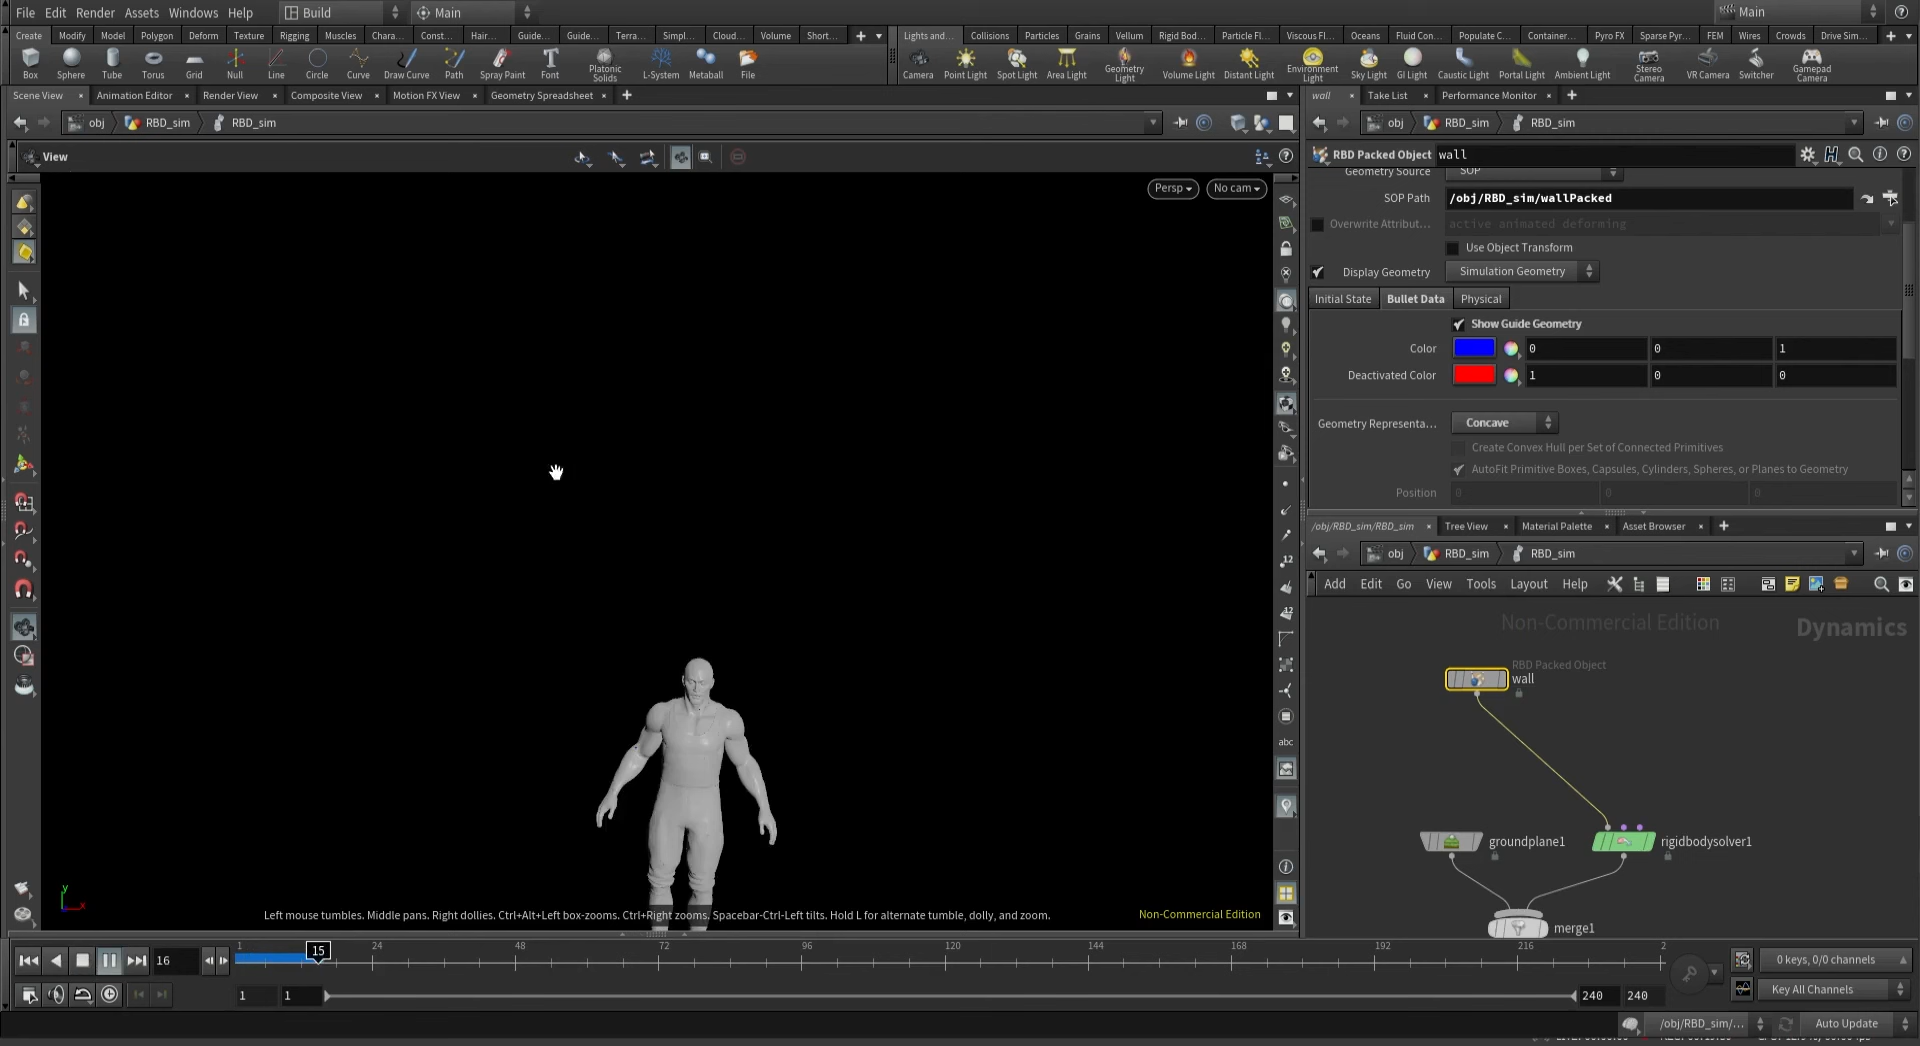 File Edit Render Assets Windows Help Build Main Main
Create Modify Model Polygon Deform Texture Rigging Muscles Chara... Const... Hair... Guide... Guide... Terra... Simpl... Cloud... Volume Short...
Lights and... Collisions Particles Grains Vellum Rigid Bod... Particle Fl... Viscous Fl... Oceans Fluid Con... Populate C... Container... Pyro FX Sparse Pyr... FEM Wires Crowds Drive Sim...
Box Sphere Tube Torus Grid Null Line Circle Curve Draw Curve Path Spray Paint Font Platonic Solids L-System Metaball File
Camera Point Light Spot Light Area Light Geometry Light Volume Light Distant Light Environment Light Sky Light GI Light Caustic Light Portal Light Ambient Light Stereo Camera VR Camera Switcher Gamepad Camera
Scene View Animation Editor Render View Composite View Motion FX View Geometry Spreadsheet
wall Take List Performance Monitor
obj RBD_sim RBD_sim
obj RBD_sim RBD_sim
View
RBD Packed Object wall
Persp No cam
Geometry Source SOP
SOP Path /obj/RBD_sim/wallPacked
Overwrite Attribut... active animated deforming
Use Object Transform
Display Geometry Simulation Geometry
Initial State Bullet Data Physical
Show Guide Geometry
Color 0 0 1
Deactivated Color 1 0 0
Geometry Representa... Concave
Create Convex Hull per Set of Connected Primitives
AutoFit Primitive Boxes, Capsules, Cylinders, Spheres, or Planes to Geometry
Position 0 0 0
/obj/RBD_sim/RBD_sim Tree View Material Palette Asset Browser
obj RBD_sim RBD_sim
Add Edit Go View Tools Layout Help
Non-Commercial Edition Dynamics
RBD Packed Object
wall
groundplane1 rigidbodysolver1
merge1
12
12
abc
y
x
Left mouse tumbles. Middle pans. Right dollies. Ctrl+Alt+Left box-zooms. Ctrl+Right zooms. Spacebar-Ctrl-Left tilts. Hold L for alternate tumble, dolly, and zoom.
Non-Commercial Edition
16 1 15 24 48 72 96 120 144 168 192 216 2
0 keys, 0/0 channels
1 1 240 240
Key All Channels
/obj/RBD_sim/... Auto Update